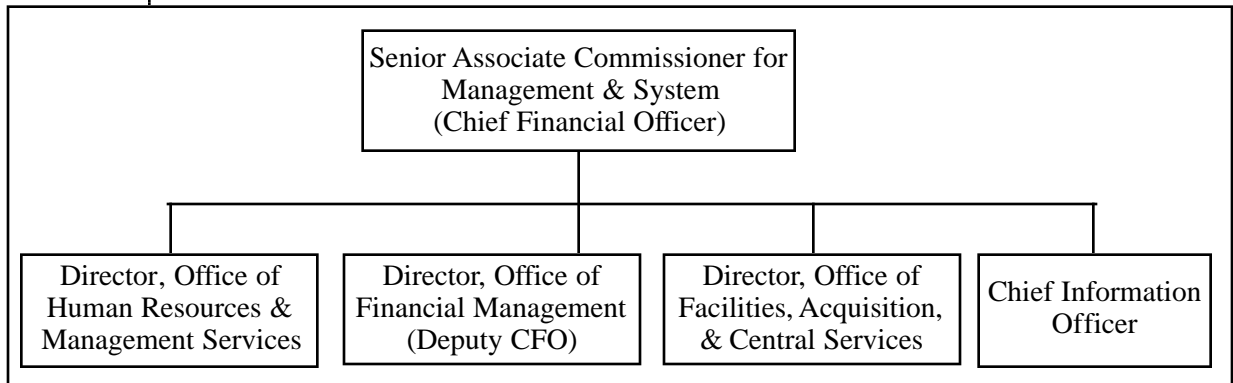 Senior Associate Commissioner for
Management & System
(Chief Financial Officer)
Director, Office of
Human Resources &
Management Services
Director, Office of
Financial Management
(Deputy CFO)
Director, Office of
Facilities, Acquisition,
& Central Services
Chief Information
Officer